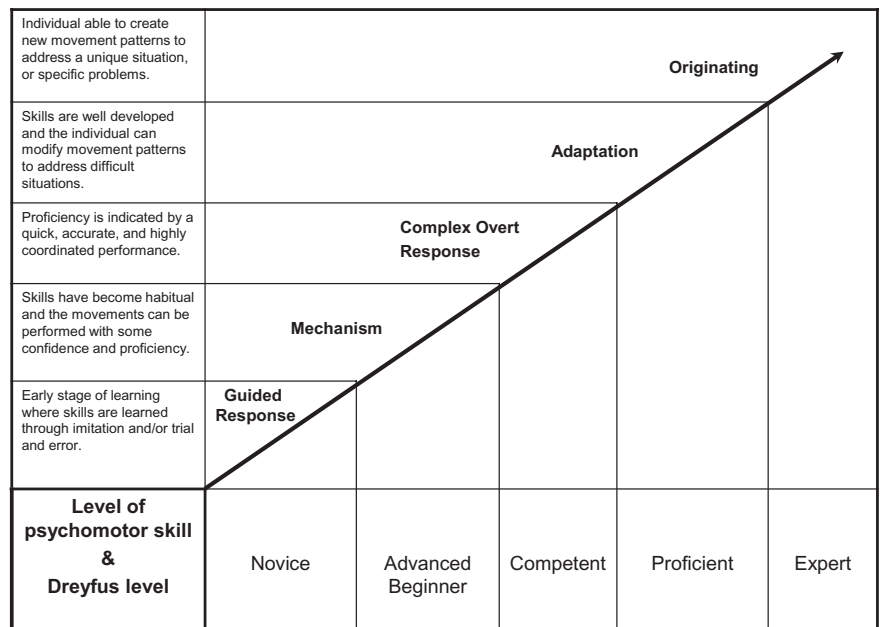 Individual able to create
new movement patterns to
address a unique situation,
or specific problems.
Originating
Skills are well developed
and the individual can
modify movement patterns
to address difficult
situations.
Adaptation
Proficiency is indicated by a
quick, accurate, and highly
coordinated performance.
Complex Overt
Response
Skills have become habitual
and the movements can be
performed with some
confidence and proficiency.
Mechanism
Early stage of learning
where skills are learned
through imitation and/or trial
and error.
Guided
Response
Level of
psychomotor skill
&
Dreyfus level
Novice
Advanced
Beginner
Competent
Proficient
Expert